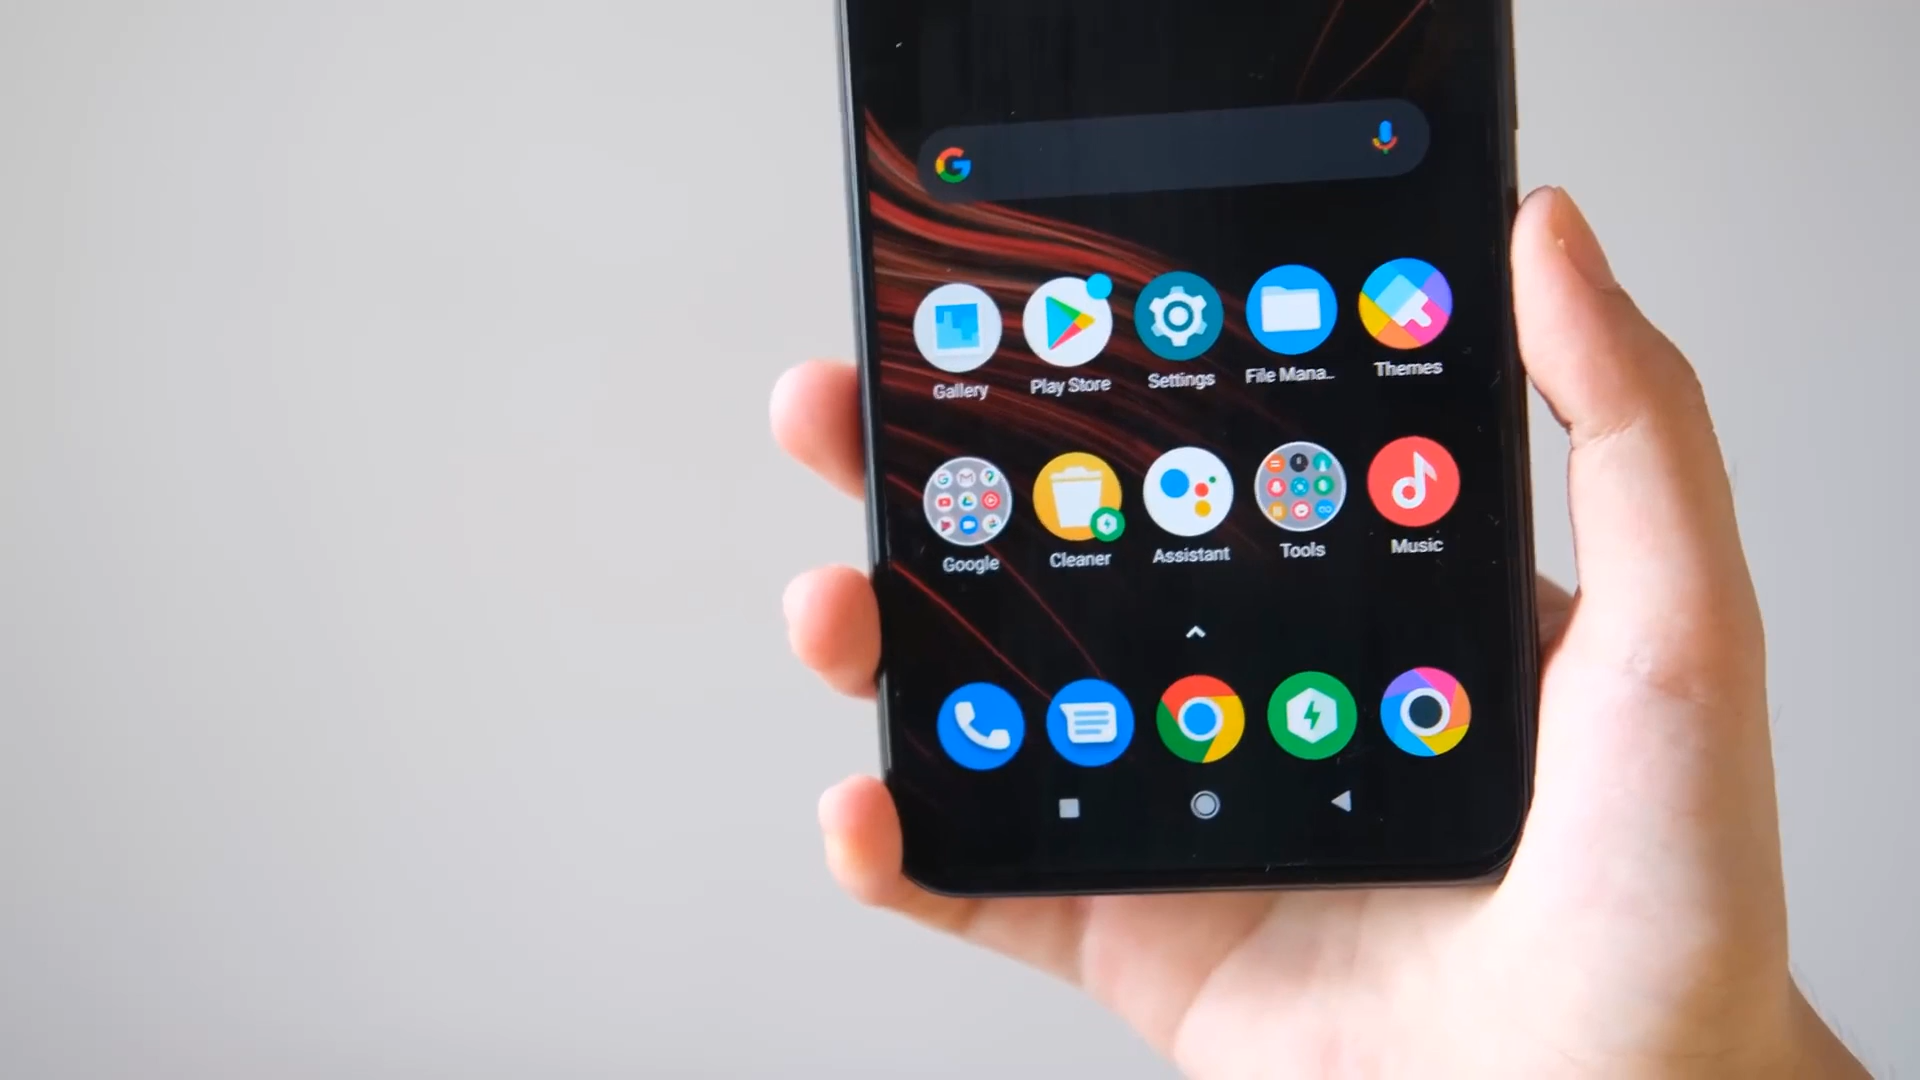 Gallery
Play Store
Settings
File Mana...
Themes
Google
Cleaner
Assistant
Tools
Music